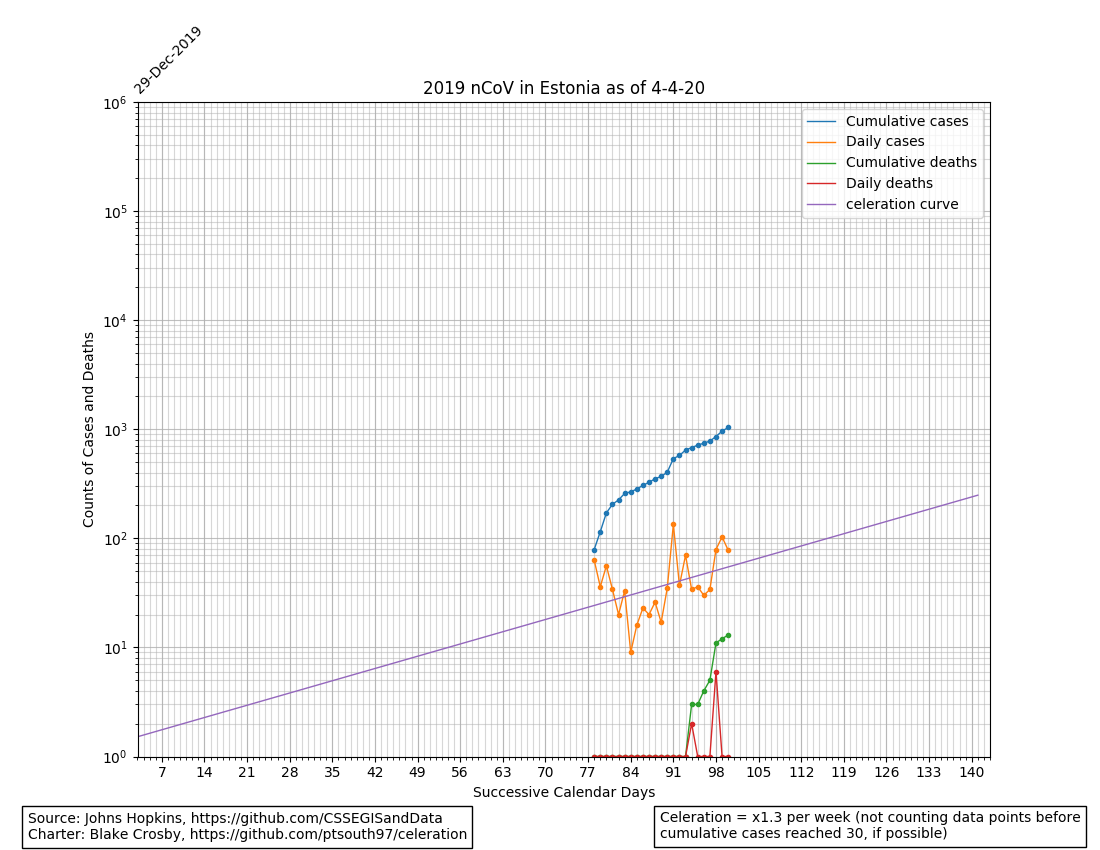 29-Dec-2019
2019 nCoV in Estonia as of 4-4-20
Cumulative cases
Daily cases
Cumulative deaths
Daily deaths
celeration curve
Counts of Cases and Deaths
10^6
10^5
10^4
10^3
10^2
10^1
10^0
7 14 21 28 35 42 49 56 63 70 77 84 91 98 105 112 119 126 133 140
Successive Calendar Days
Source: Johns Hopkins, https://github.com/CSSEGISandData
Charter: Blake Crosby, https://github.com/ptsouth97/celeration
Celeration = x1.3 per week (not counting data points before
cumulative cases reached 30, if possible)